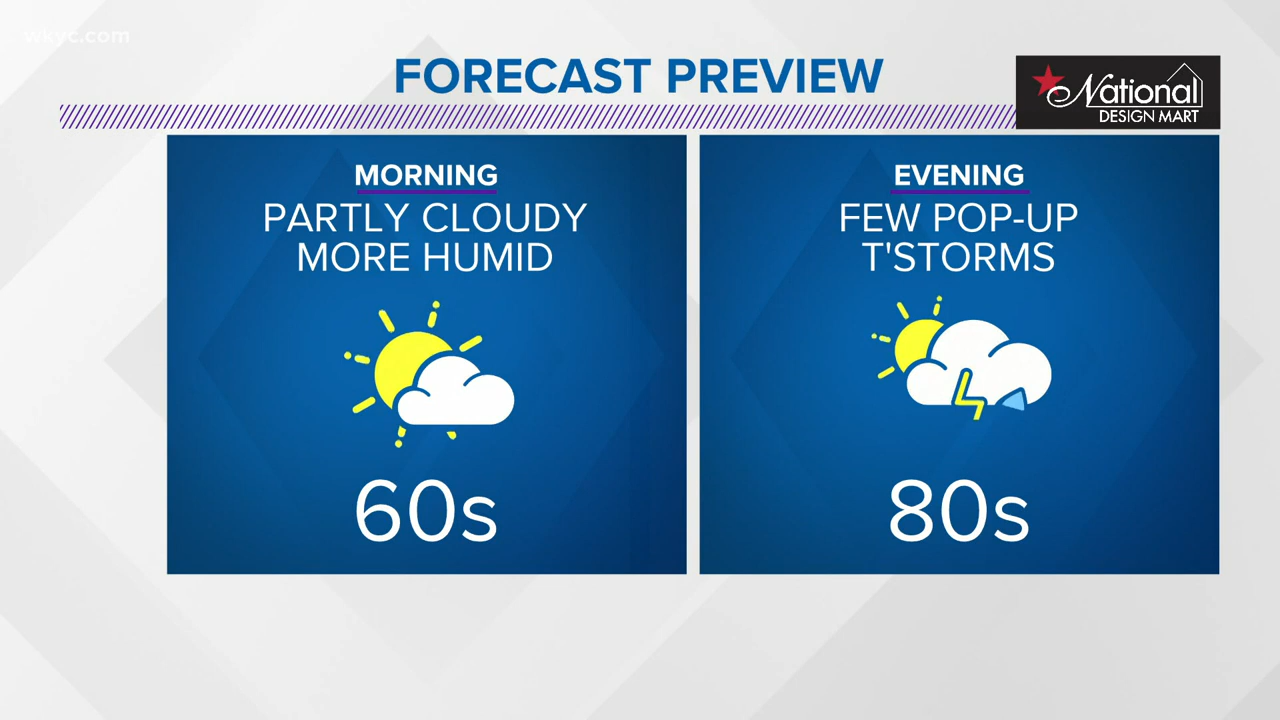 wkyc.com
FORECAST PREVIEW
National
DESIGN MART
MORNING
PARTLY CLOUDY
MORE HUMID
60s
EVENING
FEW POP-UP
T'STORMS
80s